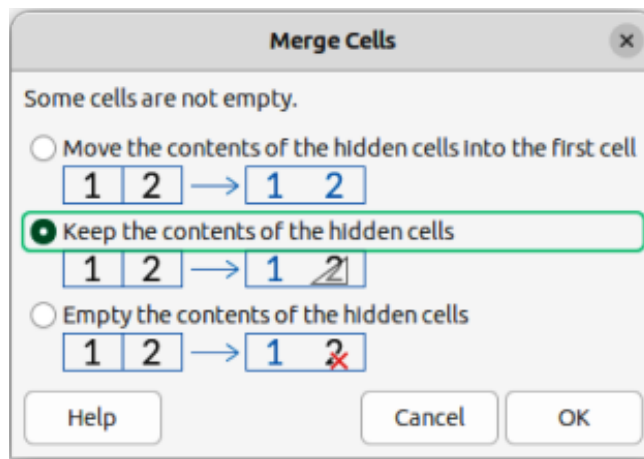 Merge Cells
Some cells are not empty.
Move the contents of the hidden cells into the first cell
1 2 → 1 2
Keep the contents of the hidden cells
1 2 → 1 2
Empty the contents of the hidden cells
1 2 → 1 2
Help Cancel OK